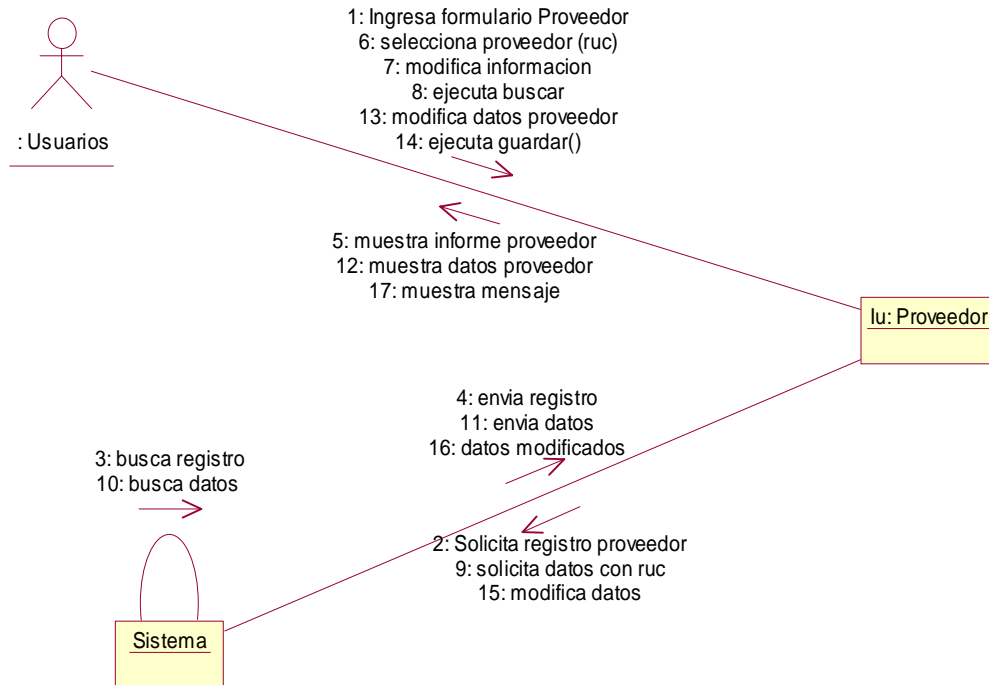 1: Ingresa formulario Proveedor
6: selecciona proveedor (ruc)
7: modifica informacion
8: ejecuta buscar
13: modifica datos proveedor
14: ejecuta guardar()
: Usuarios
5: muestra informe proveedor
12: muestra datos proveedor
17: muestra mensaje
Iu: Proveedor
4: envia registro
11: envia datos
16: datos modificados
3: busca registro
10: busca datos
2: Solicita registro proveedor
9: solicita datos con ruc
15: modifica datos
Sistema